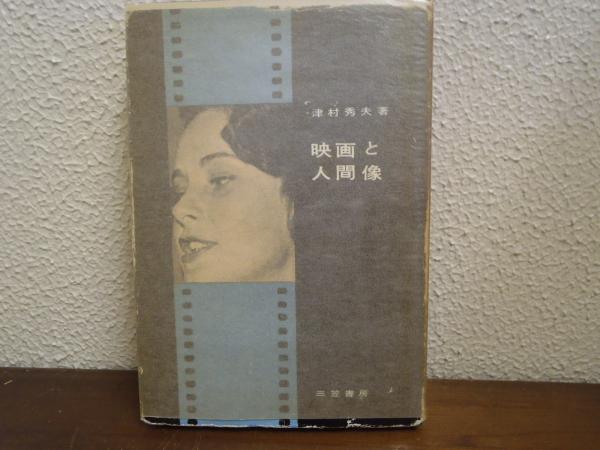 津村秀夫著
映画と
人間像
三笠書房